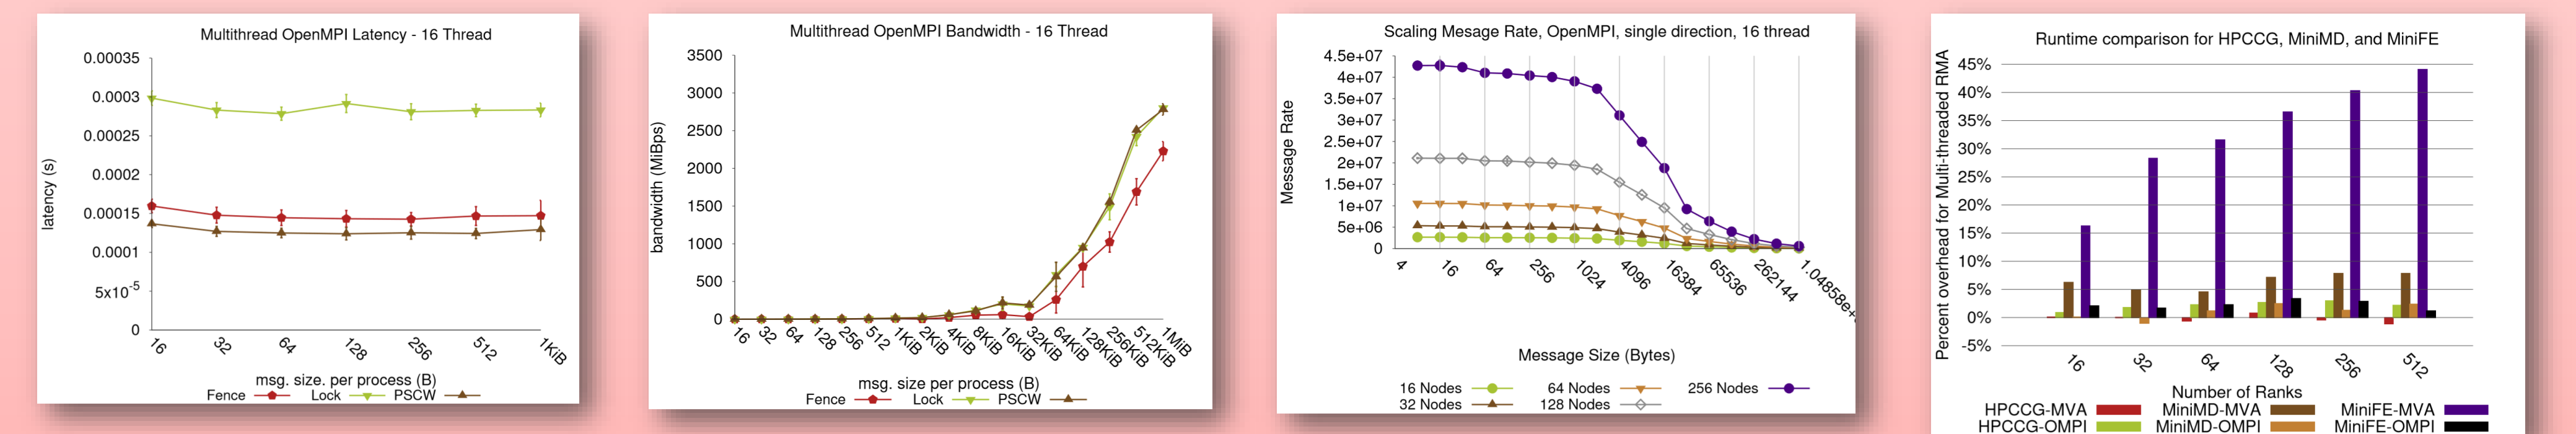 Multithread OpenMPI Latency - 16 Thread
latency (s)
0.00035
0.0003
0.00025
0.0002
0.00015
0.0001
5x10-5
0
16 32 64 128 256 512 1KiB
msg. size. per process (B)
Fence Lock PSCW
Multithread OpenMPI Bandwidth - 16 Thread
bandwidth (MiBps)
3500
3000
2500
2000
1500
1000
500
0
16 32 64 128 256 512 1KiB 2KiB 4KiB 8KiB 16KiB 32KiB 64KiB 128KiB 256KiB 512KiB 1MiB
msg. size per process (B)
Fence Lock PSCW
Scaling Mesage Rate, OpenMPI, single direction, 16 thread
Message Rate
4.5e+07
4e+07
3.5e+07
3e+07
2.5e+07
2e+07
1.5e+07
1e+07
5e+06
0
4 16 64 256 1024 4096 16384 65536 262144 1.04858e+
Message Size (Bytes)
16 Nodes 64 Nodes 256 Nodes
32 Nodes 128 Nodes
Runtime comparison for HPCCG, MiniMD, and MiniFE
Percent overhead for Multi-threaded RMA
45%
40%
35%
30%
25%
20%
15%
10%
5%
0%
-5%
16 32 64 128 256 512
Number of Ranks
HPCCG-MVA MiniMD-MVA MiniFE-MVA
HPCCG-OMPI MiniMD-OMPI MiniFE-OMPI